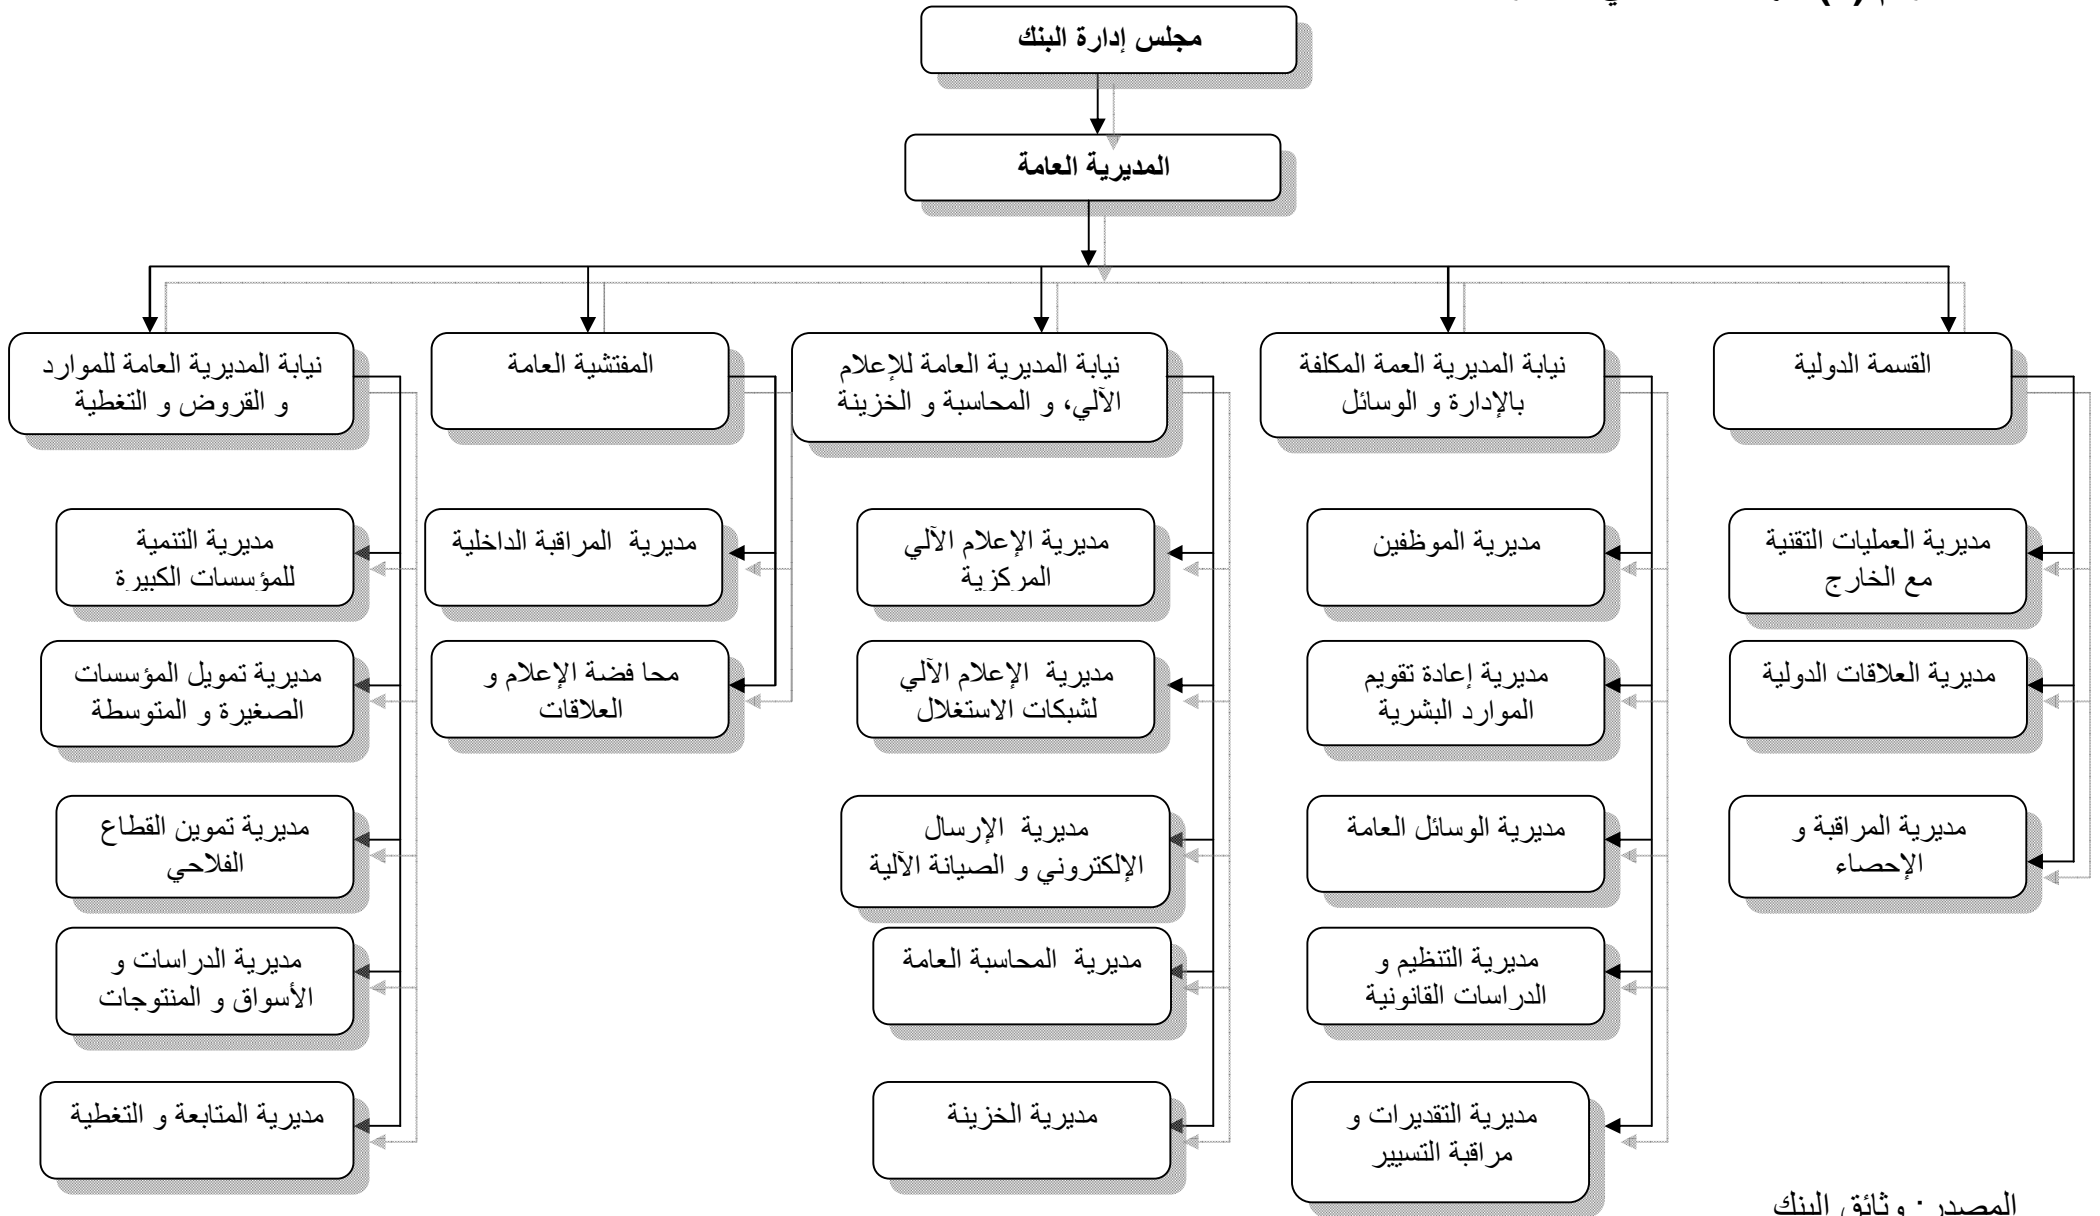 مجلس إدارة البنك
المديرية العامة
القسمة الدولية
نيابة المديرية العمة المكلفة
بالإدارة و الوسائل
نيابة المديرية العامة للإعلام
الآلي، و المحاسبة و الخزينة
المفتشية العامة
نيابة المديرية العامة للموارد
و القروض و التغطية
مديرية العمليات التقنية
مع الخارج
مديرية الموظفين
مديرية الإعلام الآلي
المركزية
مديرية المراقبة الداخلية
مديرية التنمية
للمؤسسات الكبيرة
مديرية العلاقات الدولية
مديرية إعادة تقويم
الموارد البشرية
مديرية الإعلام الآلي
لشبكات الاستغلال
محا فضة الإعلام و
العلاقات
مديرية تمويل المؤسسات
الصغيرة و المتوسطة
مديرية المراقبة و
الإحصاء
مديرية الوسائل العامة
مديرية الإرسال
الإلكتروني و الصيانة الآلية
مديرية تموين القطاع
الفلاحي
مديرية التنظيم و
الدراسات القانونية
مديرية المحاسبة العامة
مديرية الدراسات و
الأسواق و المنتوجات
مديرية التقديرات و
مراقبة التسيير
مديرية الخزينة
مديرية المتابعة و التغطية
المصدر : وثائق البنك